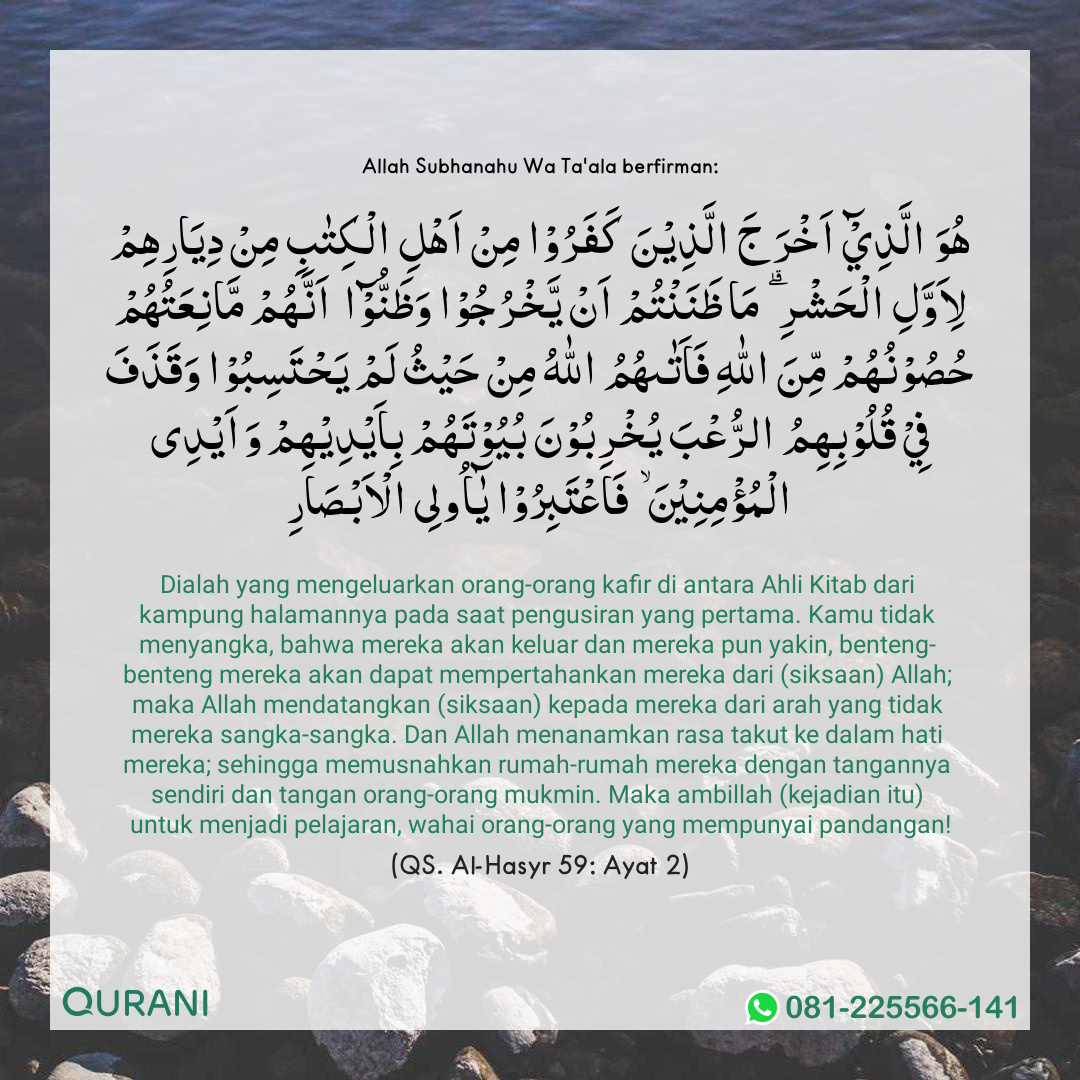 Allah Subhanahu Wa Ta'ala berfirman:
هُوَ الَّذِيْٓ اَخْرَجَ الَّذِيْنَ كَفَرُوْا مِنْ اَهْلِ الْكِتٰبِ مِنْ دِيَارِهِمْ
لِاَوَّلِ الْحَشْرِ ۗ مَا ظَنَنْتُمْ اَنْ يَّخْرُجُوْا وَظَنُّوْٓا اَنَّهُمْ مَّانِعَتُهُمْ
حُصُوْنُهُمْ مِّنَ اللّٰهِ فَاَتٰىهُمُ اللّٰهُ مِنْ حَيْثُ لَمْ يَحْتَسِبُوْا وَقَذَفَ
فِيْ قُلُوْبِهِمُ الرُّعْبَ يُخْرِبُوْنَ بُيُوْتَهُمْ بِاَيْدِيْهِمْ وَ اَيْدِى
الْمُؤْمِنِيْنَ ۙ فَاعْتَبِرُوْا يٰۤاُولِى الْاَبْصَارِ
Dialah yang mengeluarkan orang-orang kafir di antara Ahli Kitab dari
kampung halamannya pada saat pengusiran yang pertama. Kamu tidak
menyangka, bahwa mereka akan keluar dan mereka pun yakin, benteng-
benteng mereka akan dapat mempertahankan mereka dari (siksaan) Allah;
maka Allah mendatangkan (siksaan) kepada mereka dari arah yang tidak
mereka sangka-sangka. Dan Allah menanamkan rasa takut ke dalam hati
mereka; sehingga memusnahkan rumah-rumah mereka dengan tangannya
sendiri dan tangan orang-orang mukmin. Maka ambillah (kejadian itu)
untuk menjadi pelajaran, wahai orang-orang yang mempunyai pandangan!
(QS. Al-Hasyr 59: Ayat 2)
QURANI
081-225566-141